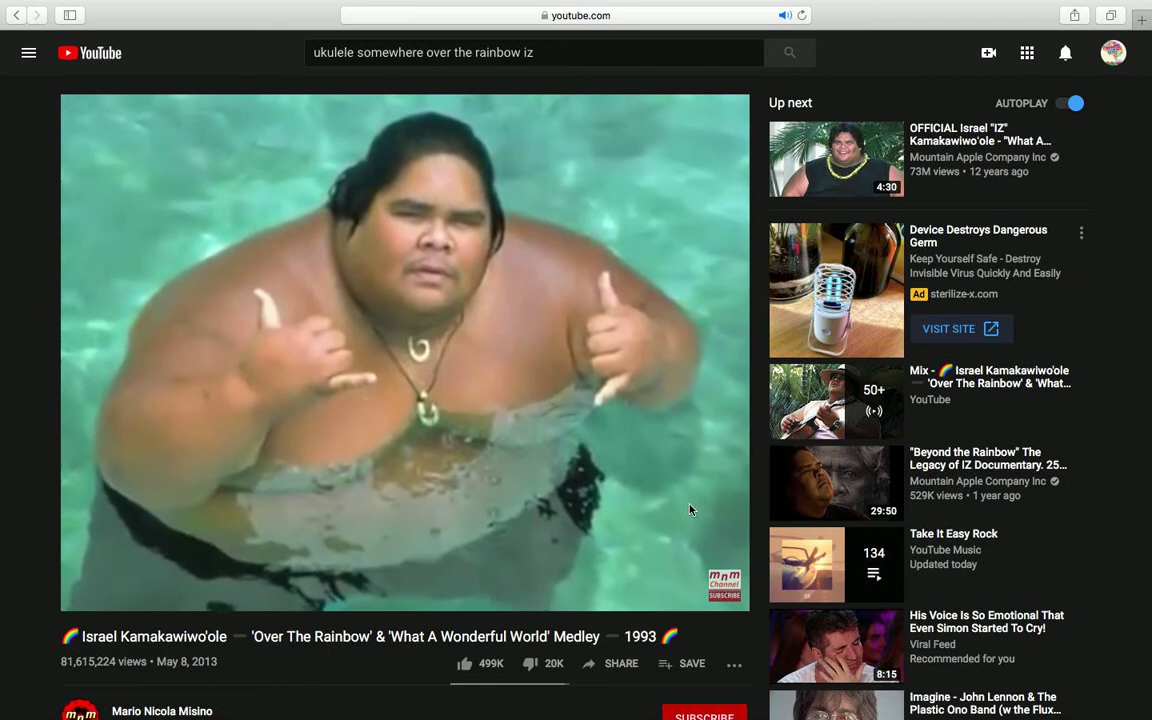 youtube.com
YouTube
ukulele somewhere over the rainbow iz
mnm
Channel
SUBSCRIBE
🌈 Israel Kamakawiwo'ole ➖ 'Over The Rainbow' & 'What A Wonderful World' Medley ➖ 1993 🌈
81,615,224 views • May 8, 2013
499K 20K SHARE SAVE
mnm
Mario Nicola Misino
SUBSCRIBE
Up next
AUTOPLAY
4:30
OFFICIAL Israel "IZ"
Kamakawiwo'ole - "What A...
Mountain Apple Company Inc
73M views • 12 years ago
Device Destroys Dangerous
Germ
Keep Yourself Safe - Destroy
Invisible Virus Quickly And Easily
Ad sterilize-x.com
VISIT SITE
50+
Mix - 🌈 Israel Kamakawiwo'ole
➖ 'Over The Rainbow' & 'What...
YouTube
29:50
"Beyond the Rainbow" The
Legacy of IZ Documentary. 25...
Mountain Apple Company Inc
529K views • 1 year ago
134
Take It Easy Rock
YouTube Music
Updated today
8:15
His Voice Is So Emotional That
Even Simon Started To Cry!
Viral Feed
Recommended for you
Imagine - John Lennon & The
Plastic Ono Band (w the Flux...